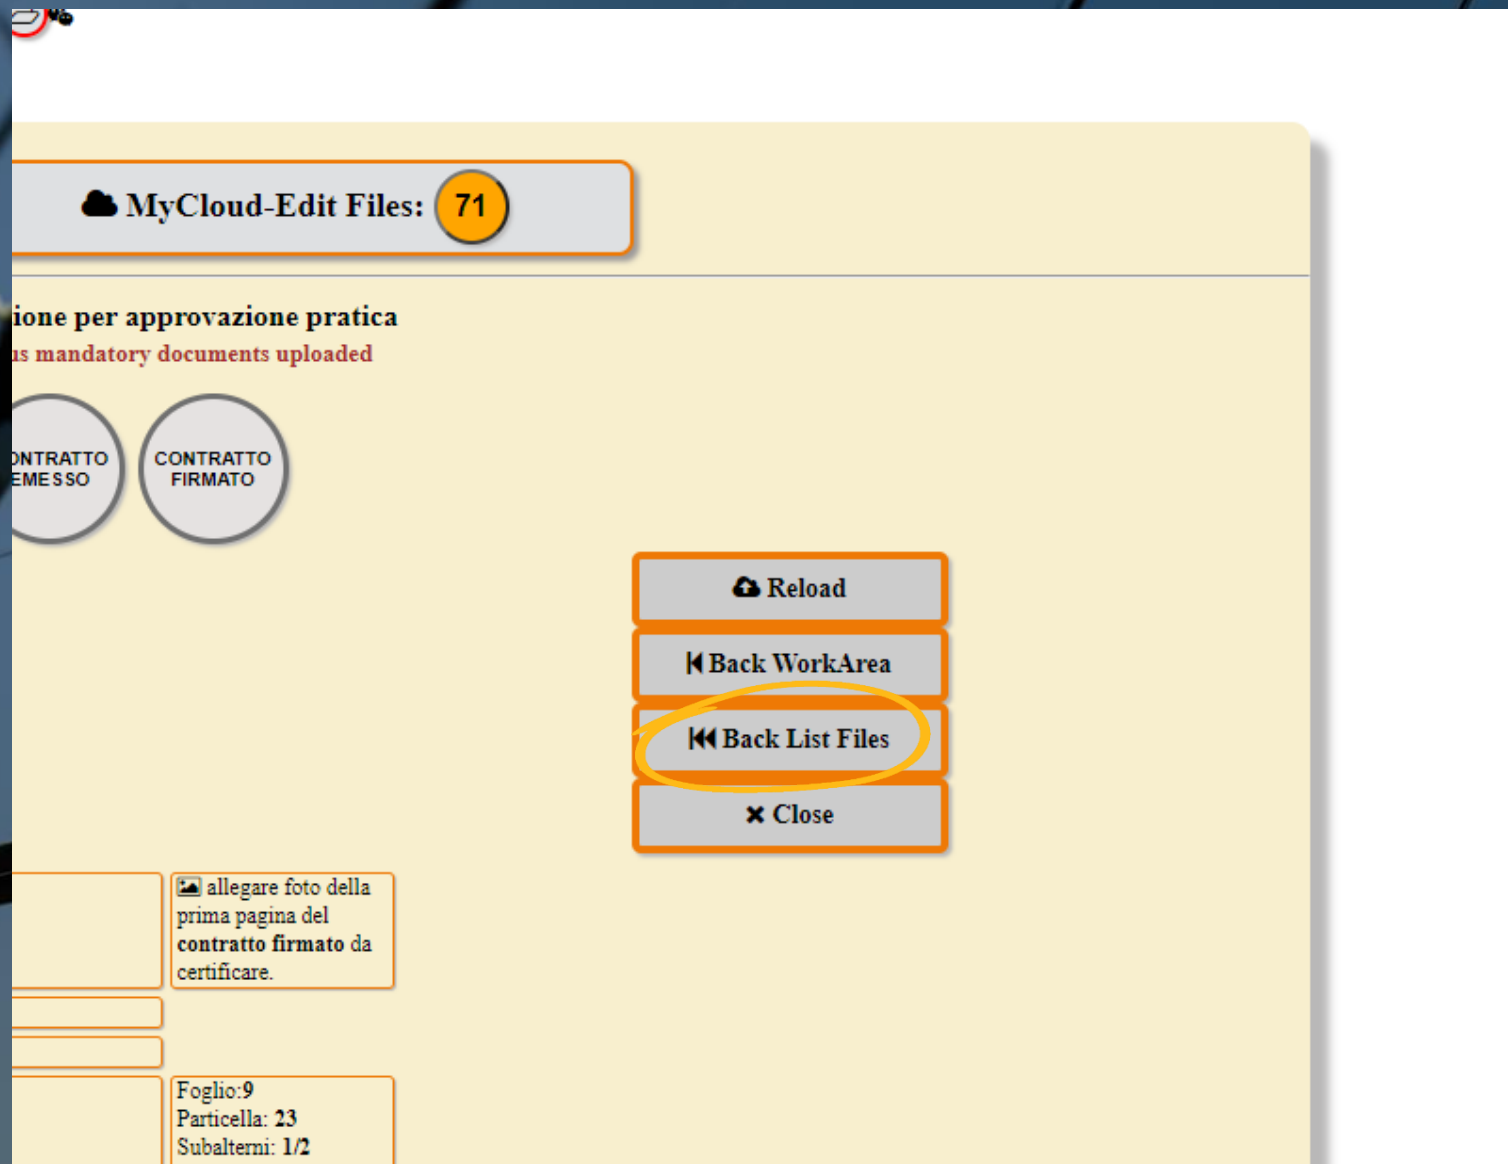 MyCloud-Edit Files: 71
ione per approvazione pratica
us mandatory documents uploaded
ONTRATTO
EMESSO
CONTRATTO
FIRMATO
Reload
Back WorkArea
Back List Files
Close
allegare foto della
prima pagina del
contratto firmato da
certificare.
Foglio:9
Particella: 23
Subalterni: 1/2